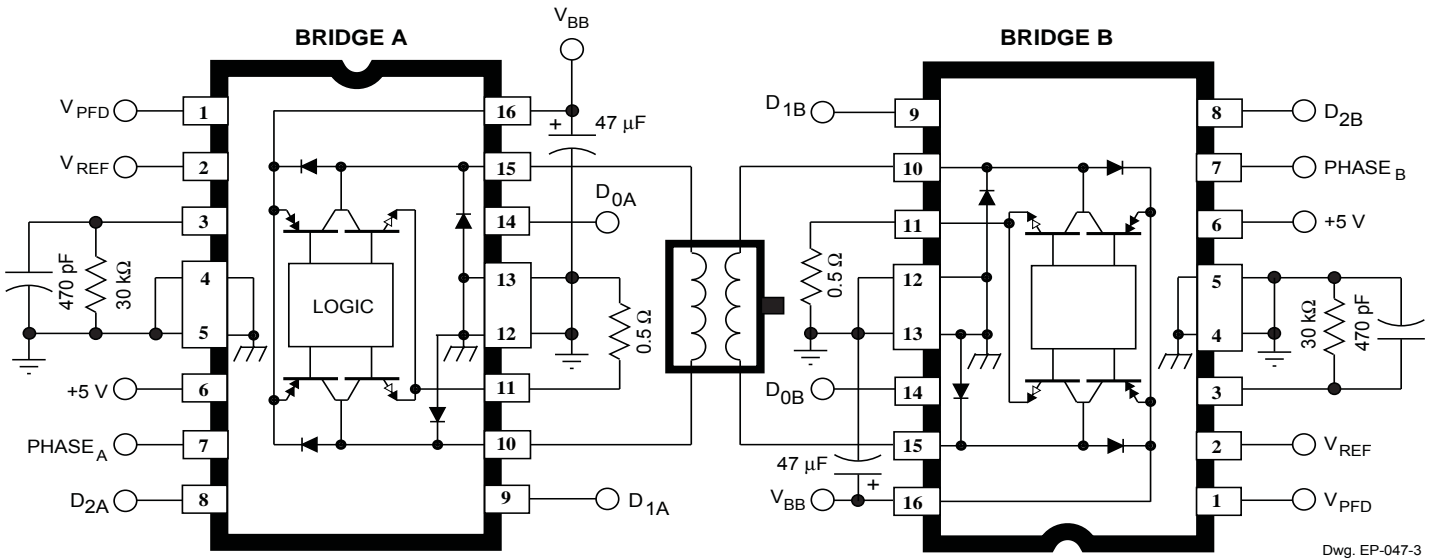 BRIDGE A
V_BB
V_PFD
1
16
+
47 µF
V_REF
2
15
3
14
D_0A
470 pF
30 kΩ
4
13
LOGIC
0.5 Ω
5
12
+5 V
6
11
PHASE_A
7
10
D_2A
8
9
D_1A
BRIDGE B
D_1B
9
8
D_2B
10
7
PHASE_B
11
6
+5 V
0.5 Ω
12
5
30 kΩ
470 pF
13
4
D_0B
14
3
15
2
V_REF
47 µF
+
V_BB
16
1
V_PFD
Dwg. EP-047-3